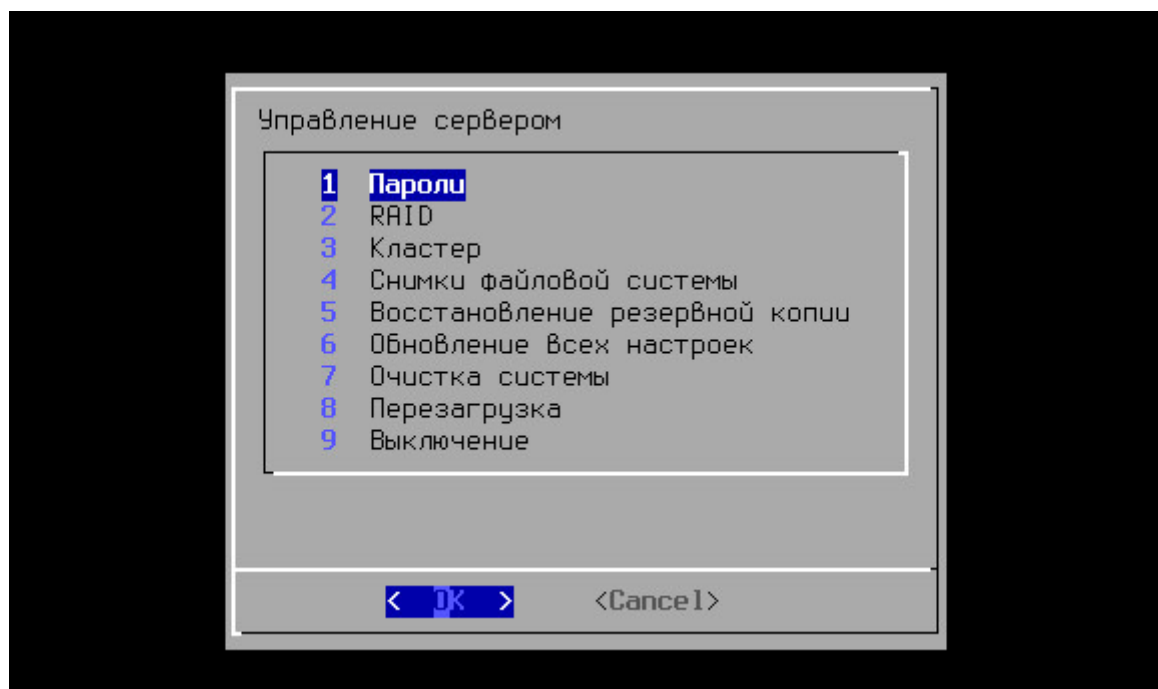 Управление сервером
1 Пароли
2 RAID
3 Кластер
4 Снимки файловой системы
5 Восстановление резервной копии
6 Обновление всех настроек
7 Очистка системы
8 Перезагрузка
9 Выключение
< OK > <Cancel>